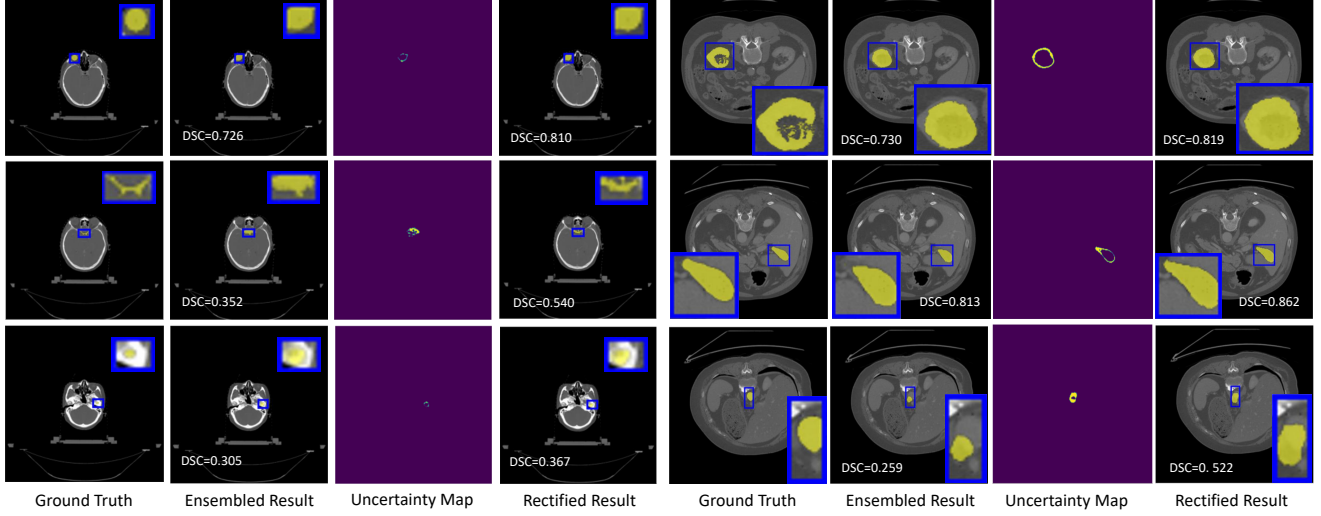 DSC=0.726
DSC=0.810
DSC=0.730
DSC=0.819
DSC=0.352
DSC=0.540
DSC=0.813
DSC=0.862
DSC=0.305
DSC=0.367
DSC=0.259
DSC=0. 522
Ground Truth Ensembled Result Uncertainty Map Rectified Result Ground Truth Ensembled Result Uncertainty Map Rectified Result